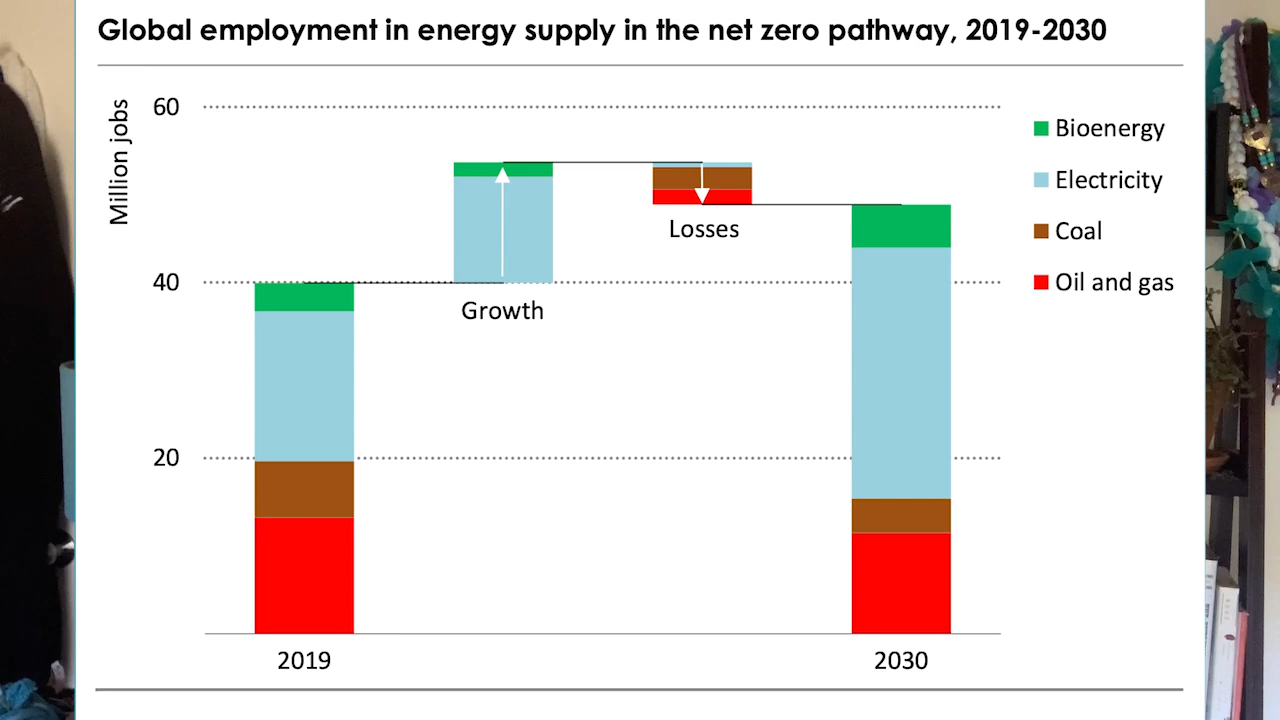 Global employment in energy supply in the net zero pathway, 2019-2030
Million jobs
60
40
20
Growth
Losses
2019
2030
Bioenergy
Electricity
Coal
Oil and gas